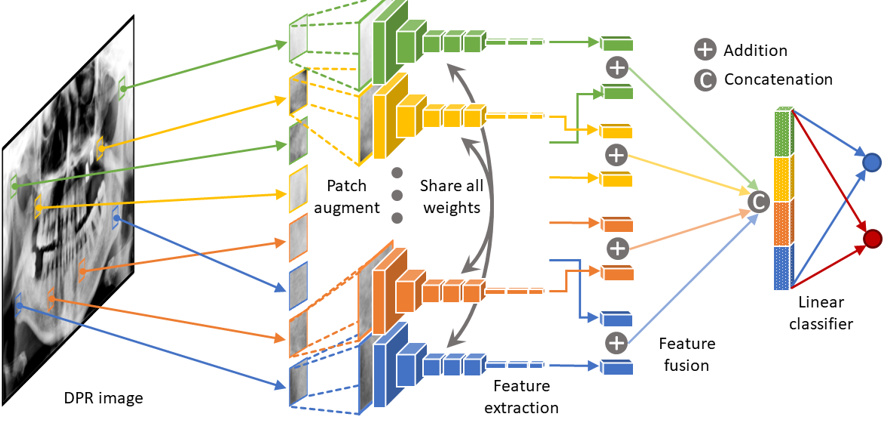 + Addition
C Concatenation
Patch
augment
Share all
weights
+
+
C
+
+
Linear
classifier
Feature
fusion
Feature
extraction
DPR image